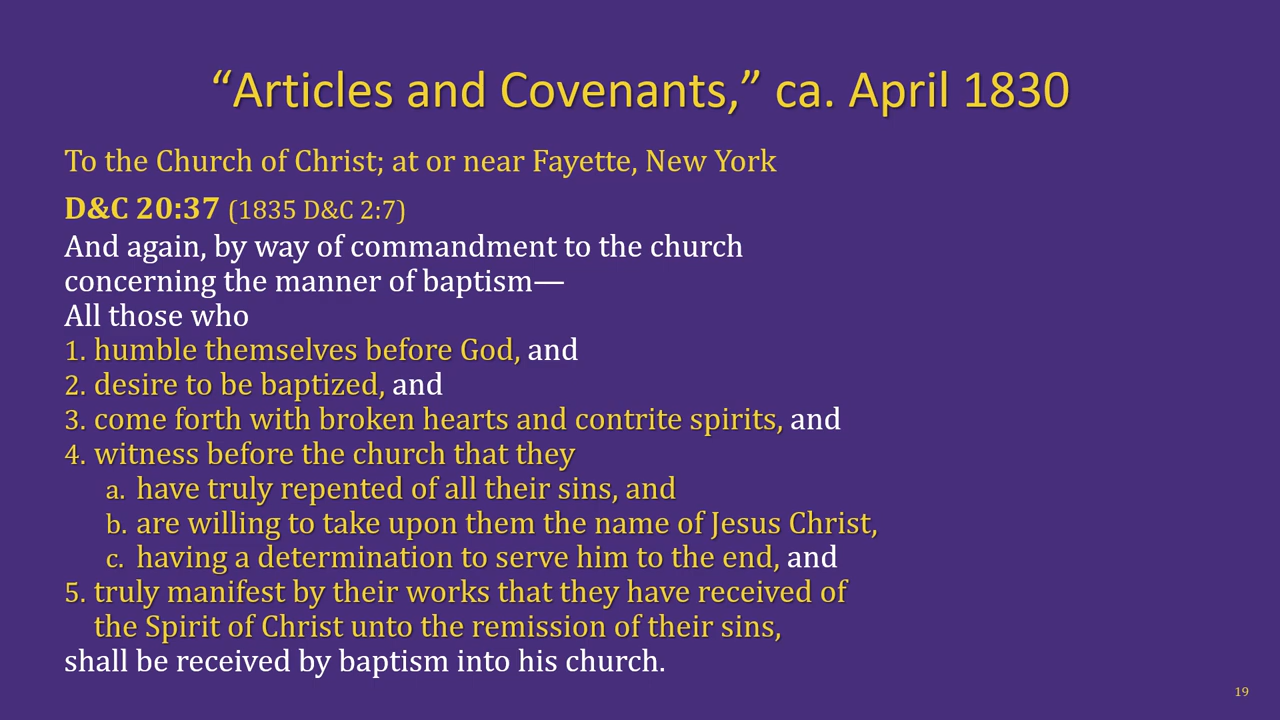 “Articles and Covenants,” ca. April 1830
To the Church of Christ; at or near Fayette, New York
D&C 20:37 (1835 D&C 2:7)
And again, by way of commandment to the church
concerning the manner of baptism—
All those who
1. humble themselves before God, and
2. desire to be baptized, and
3. come forth with broken hearts and contrite spirits, and
4. witness before the church that they
a. have truly repented of all their sins, and
b. are willing to take upon them the name of Jesus Christ,
c. having a determination to serve him to the end, and
5. truly manifest by their works that they have received of
the Spirit of Christ unto the remission of their sins,
shall be received by baptism into his church.
19